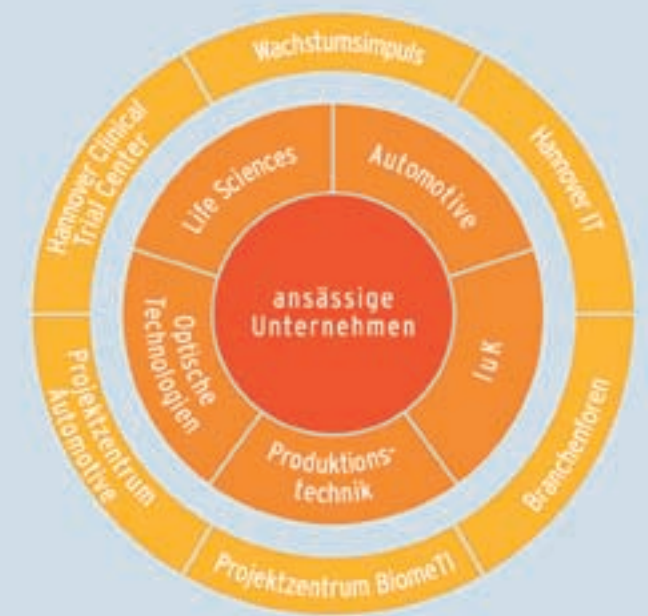 Wachstumsimpuls
Hannover IT
Branchenforen
Projektzentrum BiomeTI
Projektzentrum
Automotive
Hannover Clinical
Trial Center
Life Sciences
Automotive
IuK
Produktions-
technik
Optische
Technologien
ansässige
Unternehmen